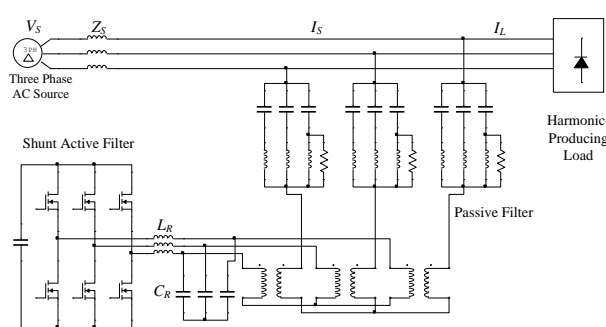 V_S
Z_S
I_S
I_L
3PH
Three Phase
AC Source
Harmonic-
Producing
Load
Shunt Active Filter
Passive Filter
L_R
C_R